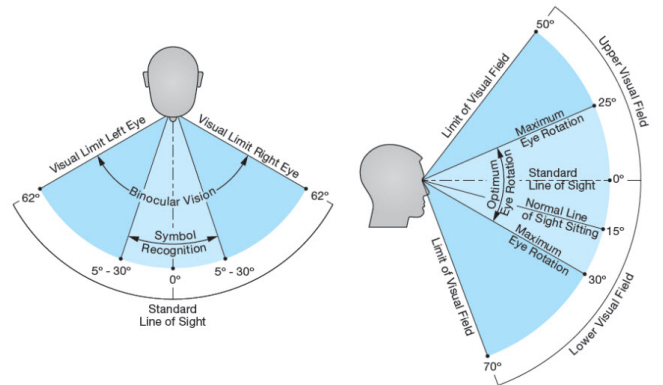 Visual Limit Left Eye
Visual Limit Right Eye
Binocular Vision
62º
62º
Symbol
Recognition
5º - 30º
0º
5º - 30º
Standard
Line of Sight
50º
Upper Visual Field
Limit of Visual Field
25º
Maximum
Eye Rotation
Optimum
Eye Rotation
Standard
Line of Sight
0º
Normal Line
of Sight Sitting
15º
Maximum
Eye Rotation
30º
Limit of Visual Field
Lower Visual Field
70º